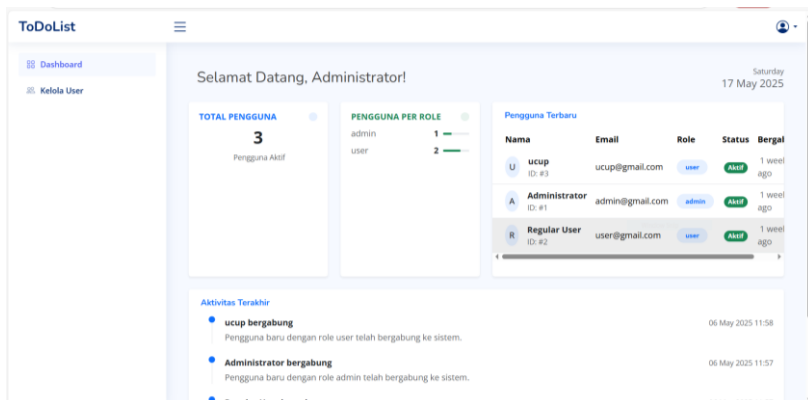 ToDoList
Dashboard
Kelola User
Selamat Datang, Administrator!
Saturday
17 May 2025
TOTAL PENGGUNA
3
Pengguna Aktif
PENGGUNA PER ROLE
admin 1
user 2
Pengguna Terbaru
Nama Email Role Status
U ucup ucup@gmail.com user Aktif 1
ID: #3 ago
A Administrator admin@gmail.com admin Aktif 1
ID: #1 ago
R Regular User user@gmail.com user Aktif 1
ID: #2 ago
Aktivitas Terakhir
ucup bergabung 06 May 2025 11:58
Pengguna baru dengan role user telah bergabung ke sistem.
Administrator bergabung 06 May 2025 11:57
Pengguna baru dengan role admin telah bergabung ke sistem.